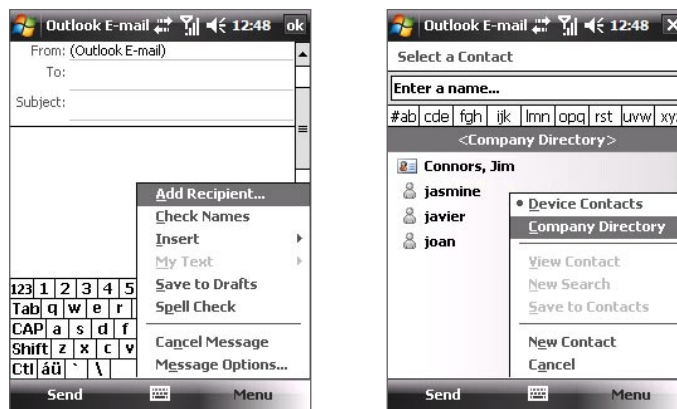 Outlook E-mail 12:48 ok
From: (Outlook E-mail)
To:
Subject:
Add Recipient...
Check Names
Insert
My Text
Save to Drafts
Spell Check
Cancel Message
Message Options...
123 1 2 3 4 5
Tab q w e r
CAP a s d f
Shift z x c v
Ctl áü ` \
Send Menu
Outlook E-mail 12:48 X
Select a Contact
Enter a name...
#ab cde fgh ijk lmn opq rst uvw xyz
<Company Directory>
Connors, Jim
jasmine
javier
joan
Device Contacts
Company Directory
View Contact
New Search
Save to Contacts
New Contact
Cancel
Send Menu